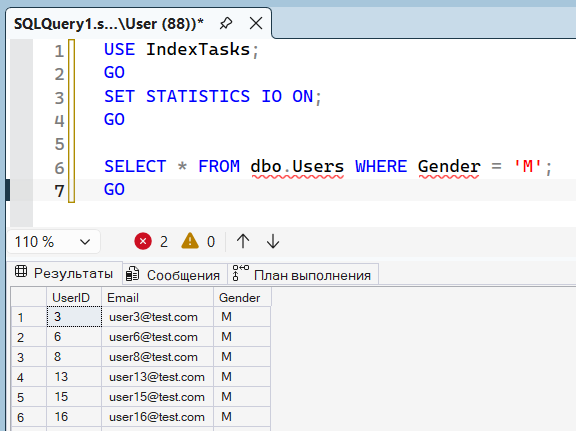 SQLQuery1.s...\User (88))*
1 USE IndexTasks;
2 GO
3 SET STATISTICS IO ON;
4 GO
5
6 SELECT * FROM dbo.Users WHERE Gender = 'M';
7 GO
110 % 2 0
Результаты Сообщения План выполнения
UserID Email Gender
1 3 user3@test.com M
2 6 user6@test.com M
3 8 user8@test.com M
4 13 user13@test.com M
5 15 user15@test.com M
6 16 user16@test.com M